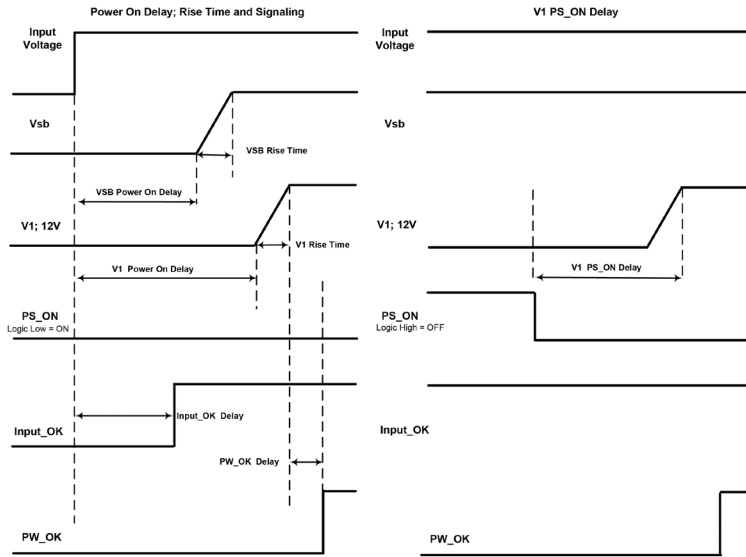 Power On Delay; Rise Time and Signaling
Input
Voltage
Vsb
VSB Rise Time
VSB Power On Delay
V1; 12V
V1 Rise Time
V1 Power On Delay
PS_ON
Logic Low = ON
Input_OK Delay
Input_OK
PW_OK Delay
PW_OK
V1 PS_ON Delay
Input
Voltage
Vsb
V1; 12V
V1 PS_ON Delay
PS_ON
Logic High = OFF
Input_OK
PW_OK